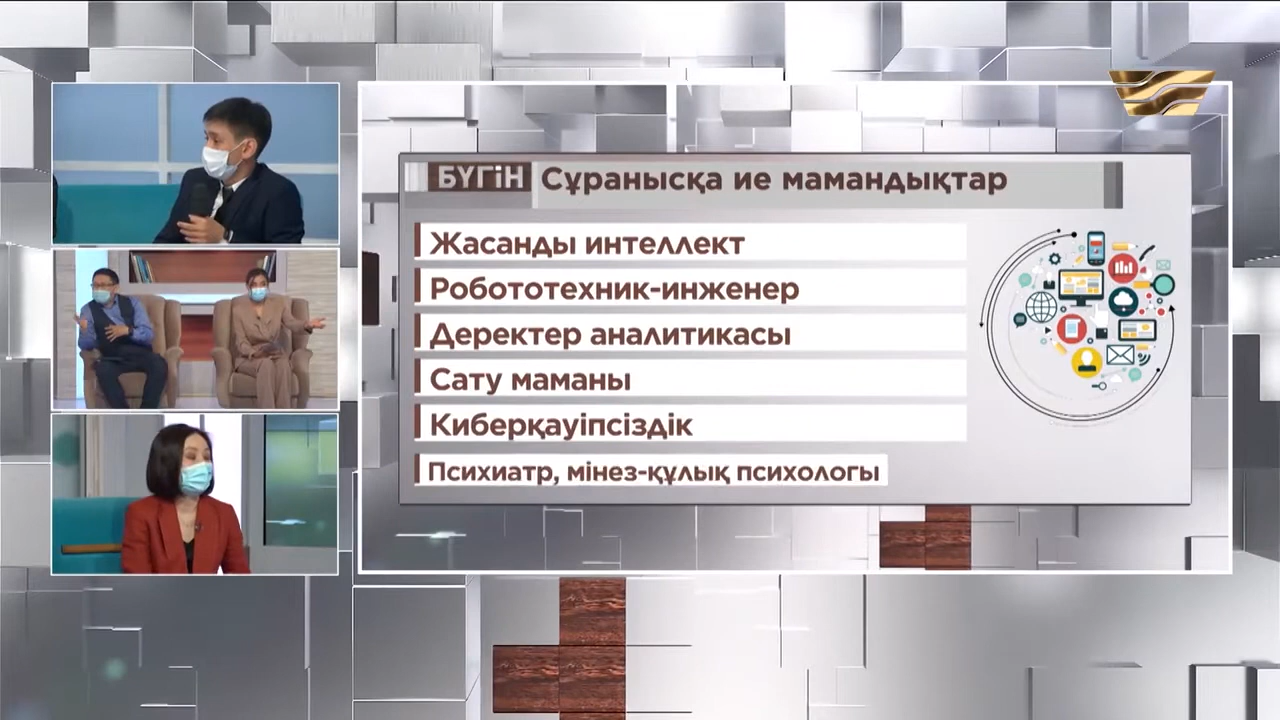 БҮГІН Сұранысқа ие мамандықтар
Жасанды интеллект
Робототехник-инженер
Деректер аналитикасы
Сату маманы
Киберқауіпсіздік
Психиатр, мінез-құлық психологы